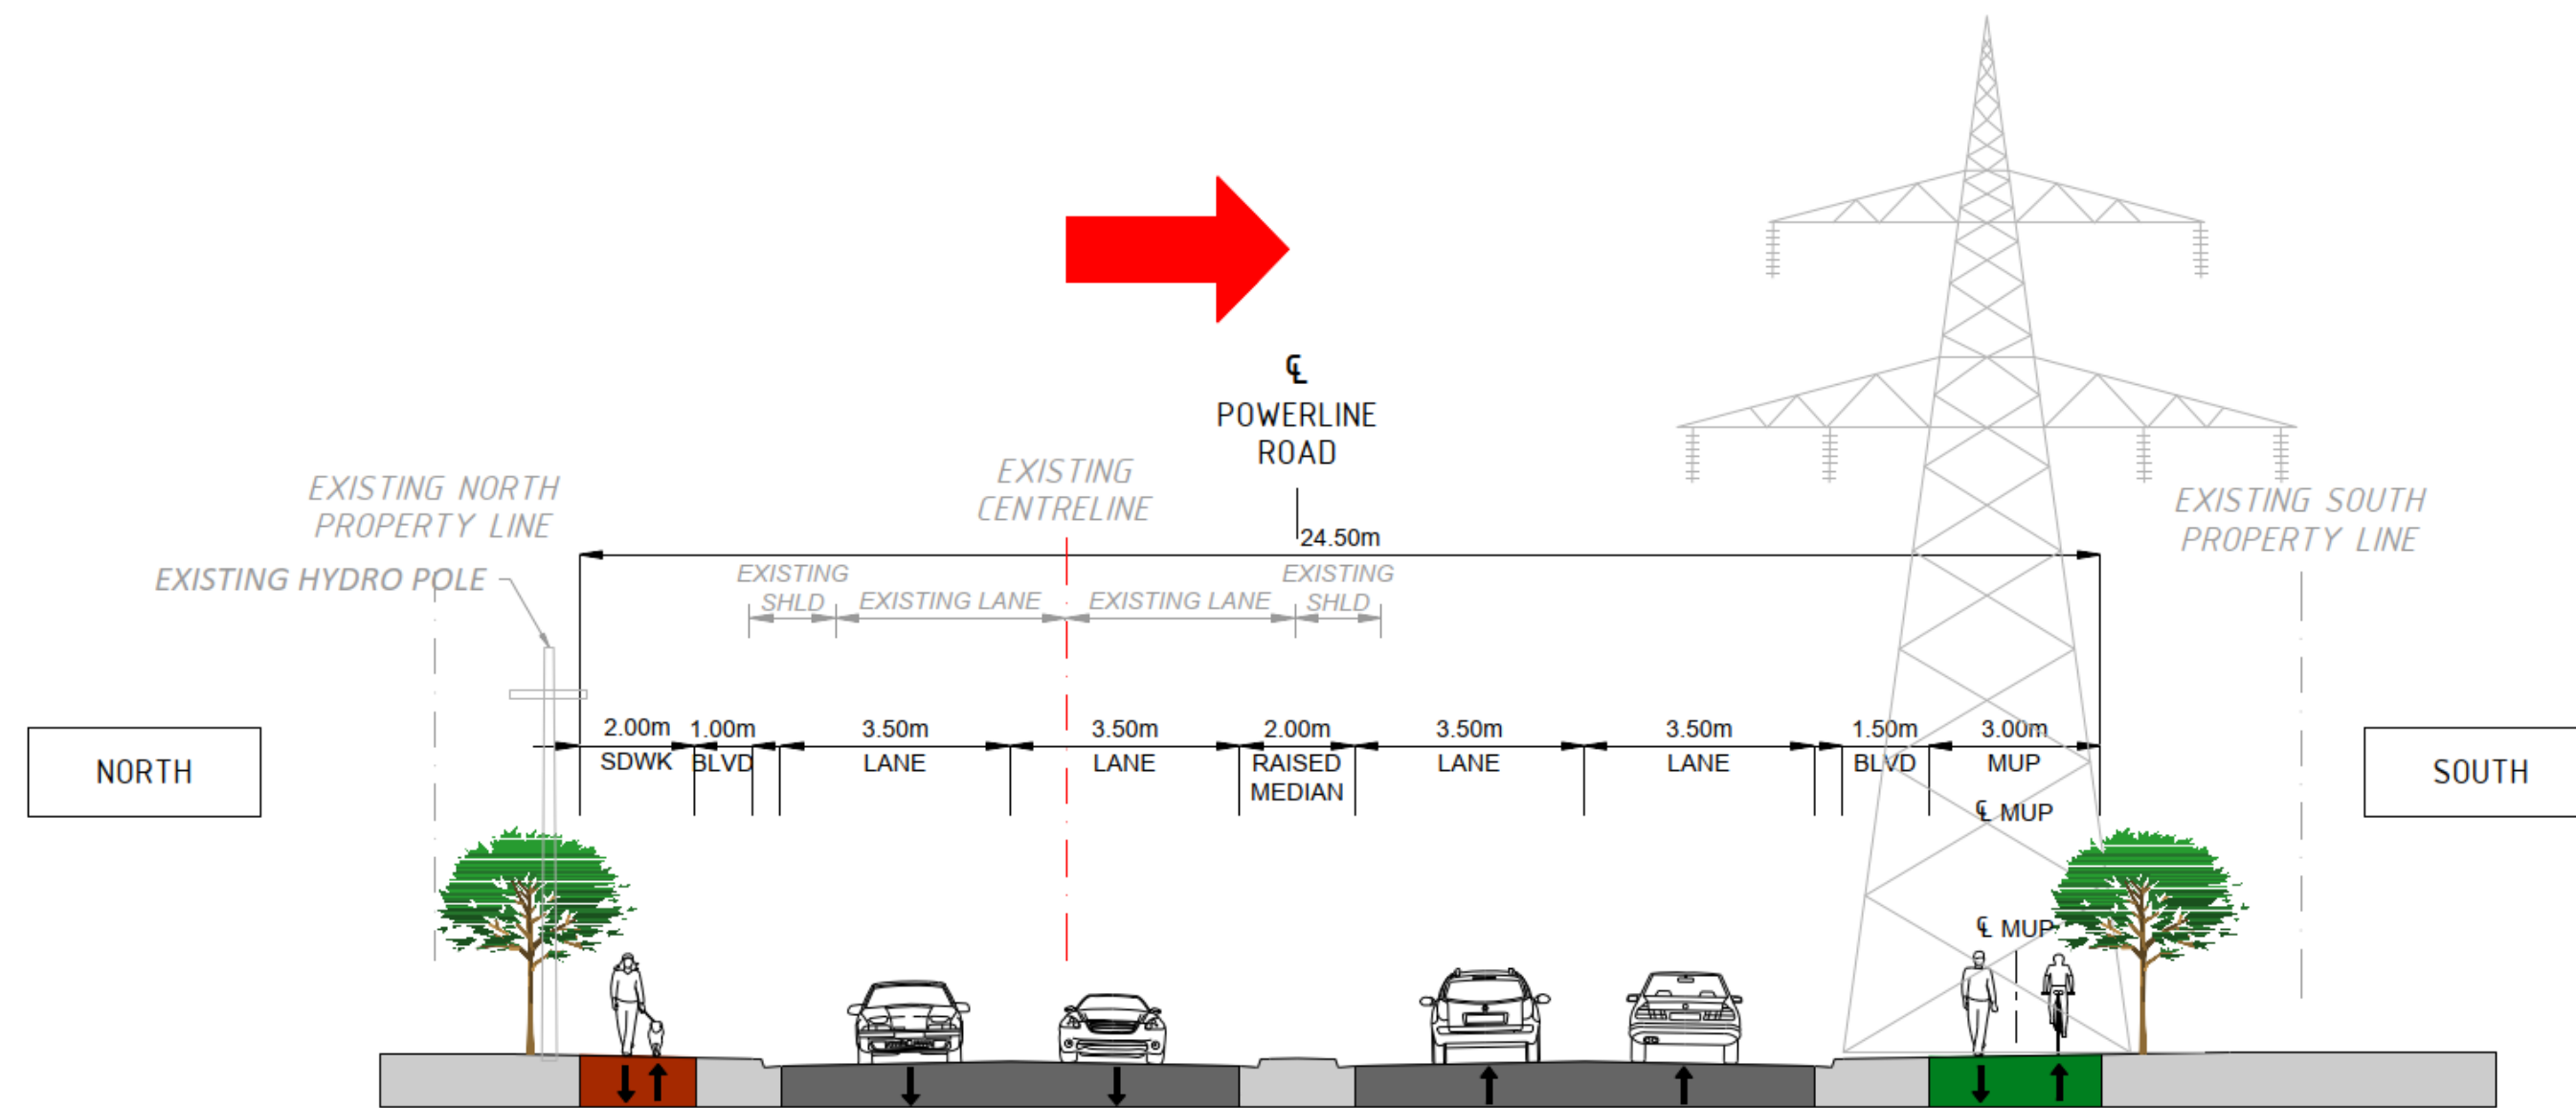 ℄
POWERLINE
ROAD
EXISTING
CENTRELINE
EXISTING NORTH
PROPERTY LINE
EXISTING SOUTH
PROPERTY LINE
24.50m
EXISTING HYDRO POLE
EXISTING
SHLD
EXISTING LANE
EXISTING LANE
EXISTING
SHLD
2.00m
SDWK
1.00m
BLVD
3.50m
LANE
3.50m
LANE
2.00m
RAISED
MEDIAN
3.50m
LANE
3.50m
LANE
1.50m
BLVD
3.00m
MUP
NORTH
SOUTH
℄ MUP
℄ MUP